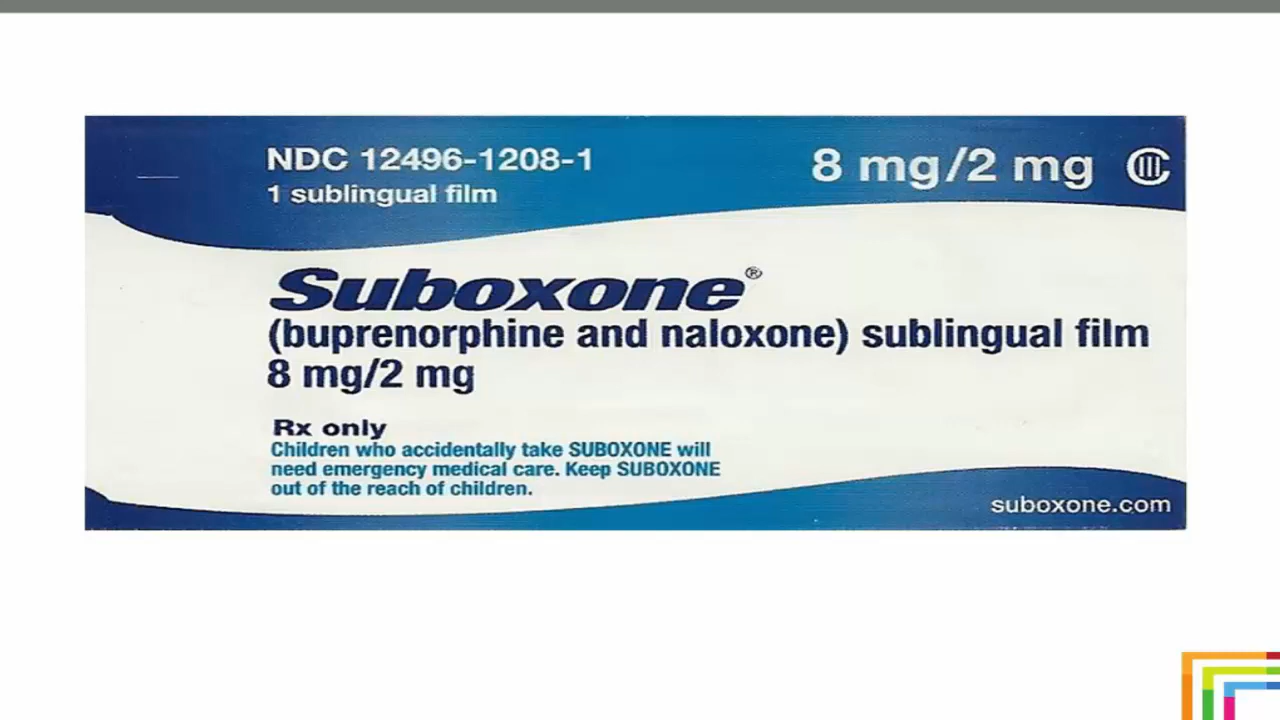 NDC 12496-1208-1
1 sublingual film
8 mg/2 mg CIII
Suboxone®
(buprenorphine and naloxone) sublingual film
8 mg/2 mg
Rx only
Children who accidentally take SUBOXONE will
need emergency medical care. Keep SUBOXONE
out of the reach of children.
suboxone.com